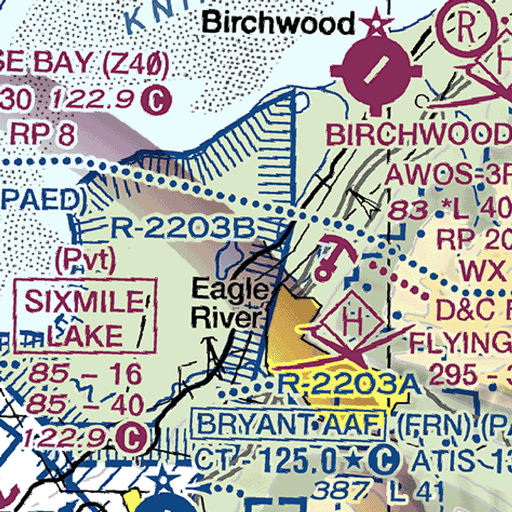 KNI
Birchwood
R
H
SE BAY (Z40)
30 122.9 C
RP 8
BIRCHWOOD
AWOS-3P
PAED)
83 *L 40
R-2203B
RP 20
WX
(Pvt)
SIXMILE
LAKE
Eagle
River
D&C F
H
FLYING
295 - 3
85 - 16
R-2203A
85 - 40
122.9 C
BRYANT AAF (FRN) (PA
CT - 125.0 ★ C ATIS 13
387 L 41